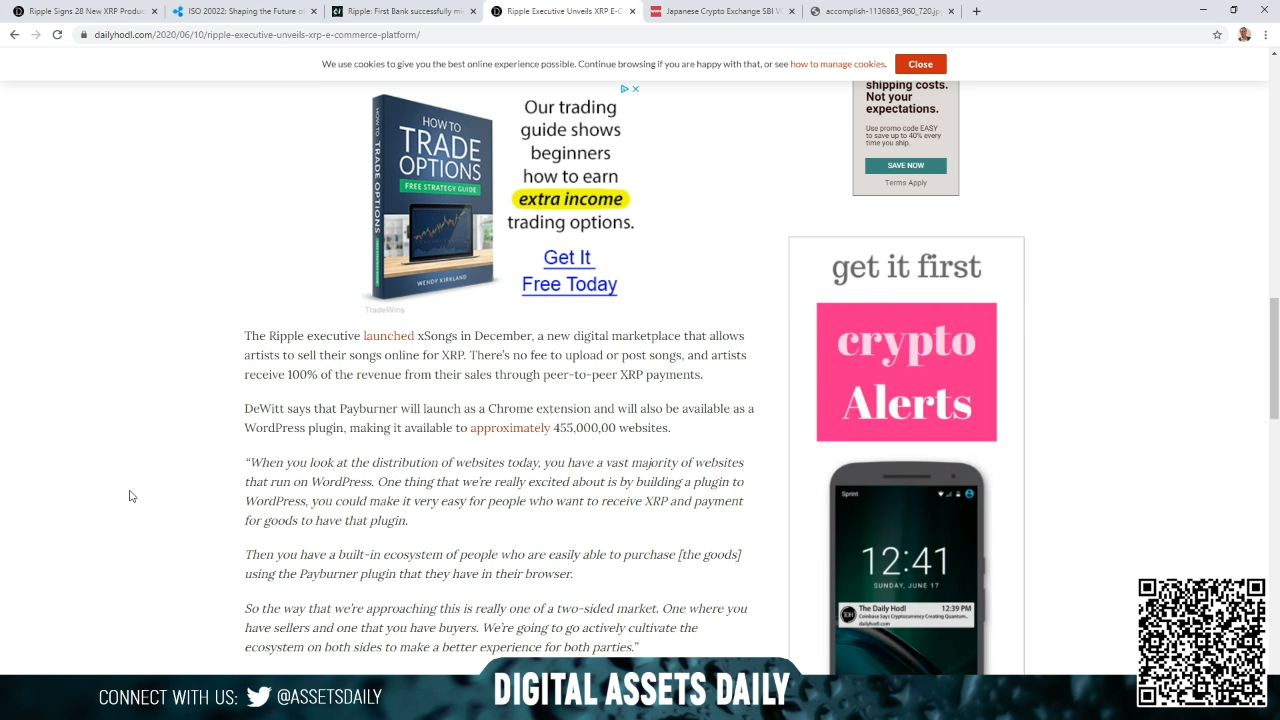 Ripple Signs 28 New XRP Produc
ISO 20022: Shaping the Future of
Ripple First Bank successfully mi
Ripple Executive Unveils XRP E-C
Japanese Crypto Exchange SBI VC
accomplish-1136863_960_720.jpg
dailyhodl.com/2020/06/10/ripple-executive-unveils-xrp-e-commerce-platform/
We use cookies to give you the best online experience possible. Continue browsing if you are happy with that, or see how to manage cookies.
Close
HOW TO TRADE OPTIONS
HOW TO
TRADE
OPTIONS
FREE STRATEGY GUIDE
WENDY KIRKLAND
TradeWins
Our trading
guide shows
beginners
how to earn
extra income
trading options.
Get It
Free Today
shipping costs.
Not your
expectations.
Use promo code EASY
to save up to 40% every
time you ship.
SAVE NOW
Terms Apply
The Ripple executive launched xSongs in December, a new digital marketplace that allows
artists to sell their songs online for XRP. There's no fee to upload or post songs, and artists
receive 100% of the revenue from their sales through peer-to-peer XRP payments.
DeWitt says that Payburner will launch as a Chrome extension and will also be available as a
WordPress plugin, making it available to approximately 455,000,00 websites.
“When you look at the distribution of websites today, you have a vast majority of websites
that run on WordPress. One thing that we're really excited about is by building a plugin to
WordPress, you could make it very easy for people who want to receive XRP and payment
for goods to have that plugin.
Then you have a built-in ecosystem of people who are easily able to purchase [the goods]
using the Payburner plugin that they have in their browser.
So the way that we're approaching this is really one of a two-sided market. One where you
have sellers and one that you have buyers. We're going to go actively cultivate the
ecosystem on both sides to make a better experience for both parties.”
get it first
crypto
Alerts
Sprint
12:41
SUNDAY, JUNE 17
The Daily Hodl 12:39 PM
Coinbase Says Cryptocurrency Creating Quantum..
dailyhodl.com
CONNECT WITH US: @ASSETSDAILY
DIGITAL ASSETS DAILY